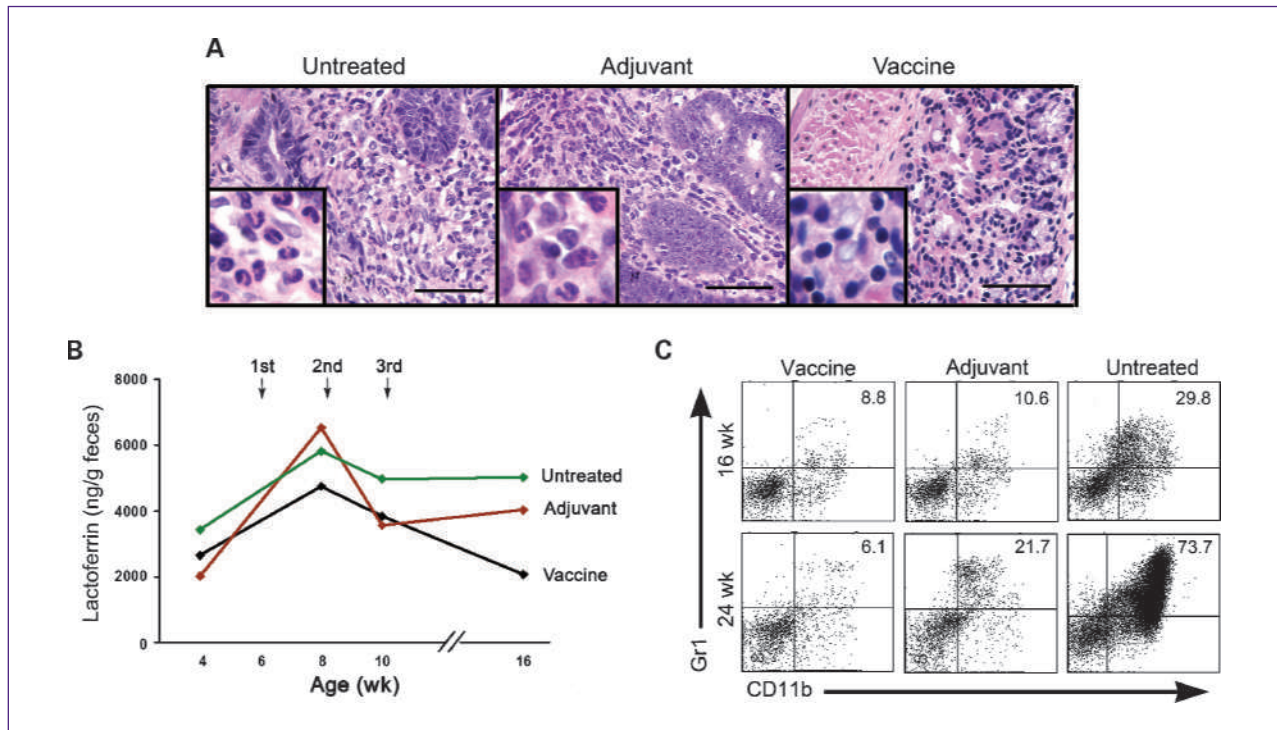 A
Untreated Adjuvant Vaccine
B
1st 2nd 3rd
8000
6000
4000
2000
0
Lactoferrin (ng/g feces)
Untreated
Adjuvant
Vaccine
4 6 8 10 16
Age (wk)
C
Vaccine Adjuvant Untreated
16 wk
8.8 10.6 29.8
24 wk
6.1 21.7 73.7
Gr1
CD11b